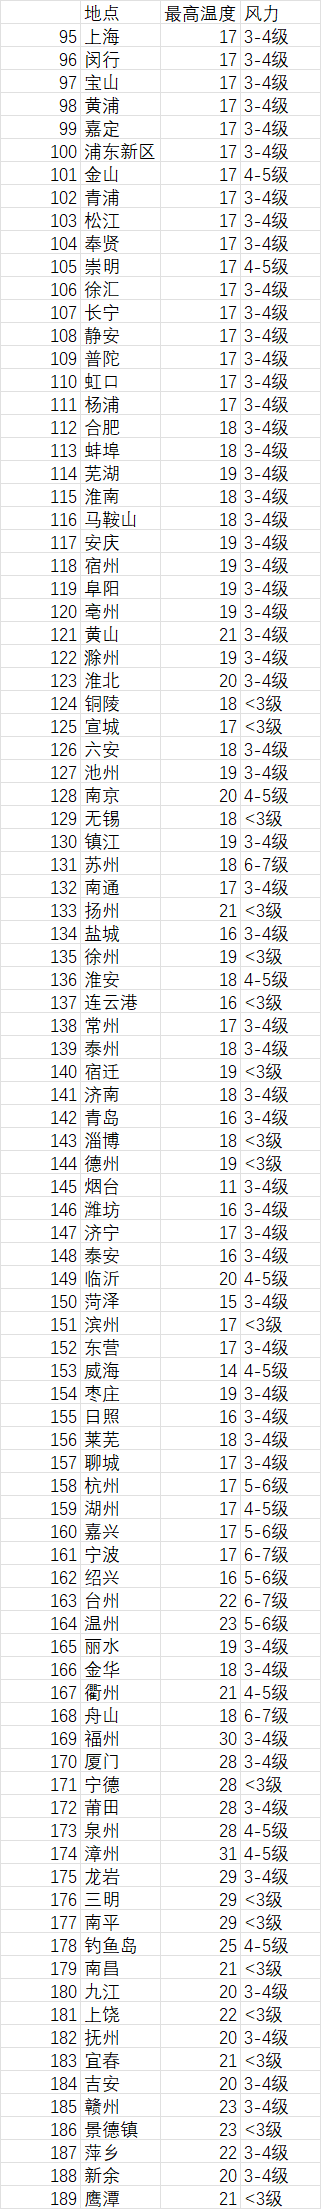 地点 最高温度 风力
95 上海 17 3-4级
96 闵行 17 3-4级
97 宝山 17 3-4级
98 黄浦 17 3-4级
99 嘉定 17 3-4级
100 浦东新区 17 3-4级
101 金山 17 4-5级
102 青浦 17 3-4级
103 松江 17 3-4级
104 奉贤 17 3-4级
105 崇明 17 4-5级
106 徐汇 17 3-4级
107 长宁 17 3-4级
108 静安 17 3-4级
109 普陀 17 3-4级
110 虹口 17 3-4级
111 杨浦 17 3-4级
112 合肥 18 3-4级
113 蚌埠 18 3-4级
114 芜湖 19 3-4级
115 淮南 18 3-4级
116 马鞍山 18 3-4级
117 安庆 19 3-4级
118 宿州 19 3-4级
119 阜阳 19 3-4级
120 亳州 19 3-4级
121 黄山 21 3-4级
122 滁州 19 3-4级
123 淮北 20 3-4级
124 铜陵 18 <3级
125 宣城 17 <3级
126 六安 18 3-4级
127 池州 19 3-4级
128 南京 20 4-5级
129 无锡 18 <3级
130 镇江 19 3-4级
131 苏州 18 6-7级
132 南通 17 3-4级
133 扬州 21 <3级
134 盐城 16 3-4级
135 徐州 19 <3级
136 淮安 18 4-5级
137 连云港 16 <3级
138 常州 17 3-4级
139 泰州 18 3-4级
140 宿迁 19 <3级
141 济南 18 3-4级
142 青岛 16 3-4级
143 淄博 18 <3级
144 德州 19 <3级
145 烟台 11 3-4级
146 潍坊 16 3-4级
147 济宁 17 3-4级
148 泰安 16 3-4级
149 临沂 20 4-5级
150 菏泽 15 3-4级
151 滨州 17 <3级
152 东营 17 3-4级
153 威海 14 4-5级
154 枣庄 19 3-4级
155 日照 16 3-4级
156 莱芜 18 3-4级
157 聊城 17 3-4级
158 杭州 17 5-6级
159 湖州 17 4-5级
160 嘉兴 17 5-6级
161 宁波 17 6-7级
162 绍兴 16 5-6级
163 台州 22 6-7级
164 温州 23 5-6级
165 丽水 19 3-4级
166 金华 18 3-4级
167 衢州 21 4-5级
168 舟山 18 6-7级
169 福州 30 3-4级
170 厦门 28 3-4级
171 宁德 28 <3级
172 莆田 28 3-4级
173 泉州 28 4-5级
174 漳州 31 4-5级
175 龙岩 29 3-4级
176 三明 29 <3级
177 南平 29 <3级
178 钓鱼岛 25 4-5级
179 南昌 21 <3级
180 九江 20 3-4级
181 上饶 22 <3级
182 抚州 20 3-4级
183 宜春 21 <3级
184 吉安 20 3-4级
185 赣州 23 3-4级
186 景德镇 23 <3级
187 萍乡 22 3-4级
188 新余 20 3-4级
189 鹰潭 21 <3级